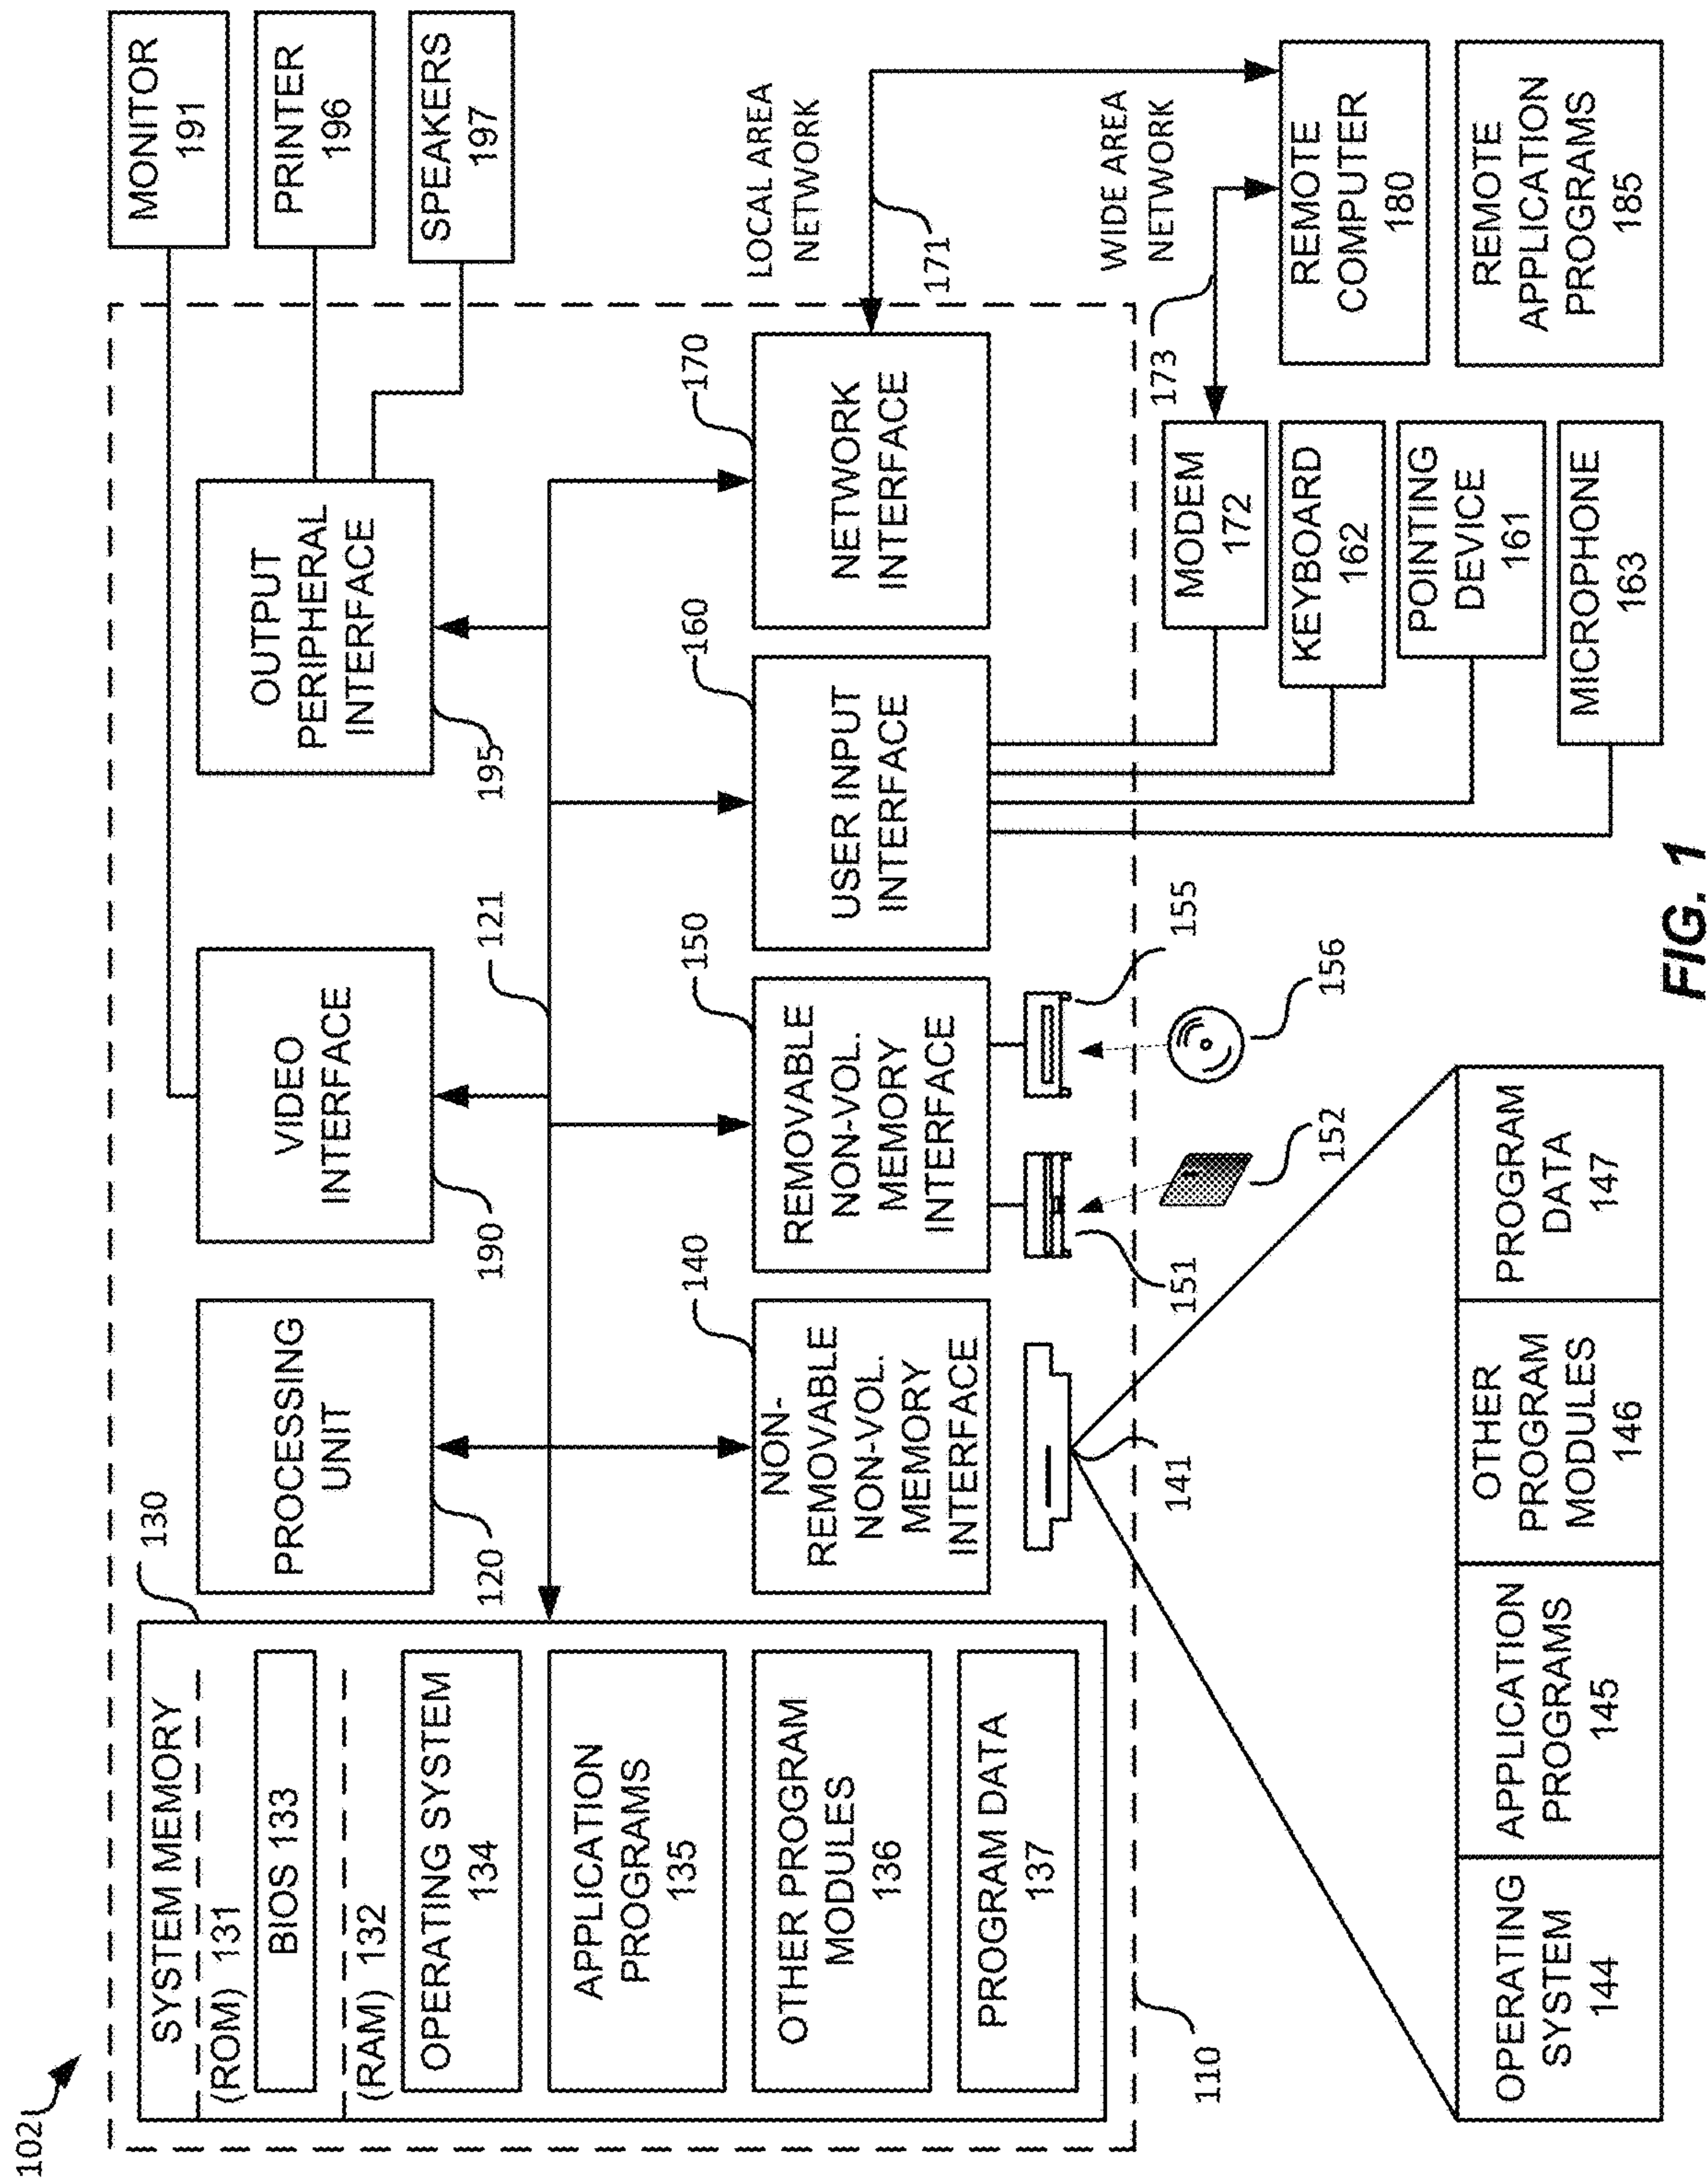 102
SYSTEM MEMORY
(ROM) 131
BIOS 133
(RAM) 132
OPERATING SYSTEM
134
APPLICATION
PROGRAMS
135
OTHER PROGRAM
MODULES
136
PROGRAM DATA
137
130
110
PROCESSING
UNIT
120
VIDEO
INTERFACE
190
121
OUTPUT
PERIPHERAL
INTERFACE
195
MONITOR
191
PRINTER
196
SPEAKERS
197
NON-
REMOVABLE
NON-VOL.
MEMORY
INTERFACE
140
REMOVABLE
NON-VOL.
MEMORY
INTERFACE
150
USER INPUT
INTERFACE
160
NETWORK
INTERFACE
170
LOCAL AREA
NETWORK
171
WIDE AREA
NETWORK
173
141
151
152
155
156
MODEM
172
KEYBOARD
162
POINTING
DEVICE
161
MICROPHONE
163
REMOTE
COMPUTER
180
REMOTE
APPLICATION
PROGRAMS
185
OPERATING
SYSTEM
144
APPLICATION
PROGRAMS
145
OTHER
PROGRAM
MODULES
146
PROGRAM
DATA
147
FIG. 1